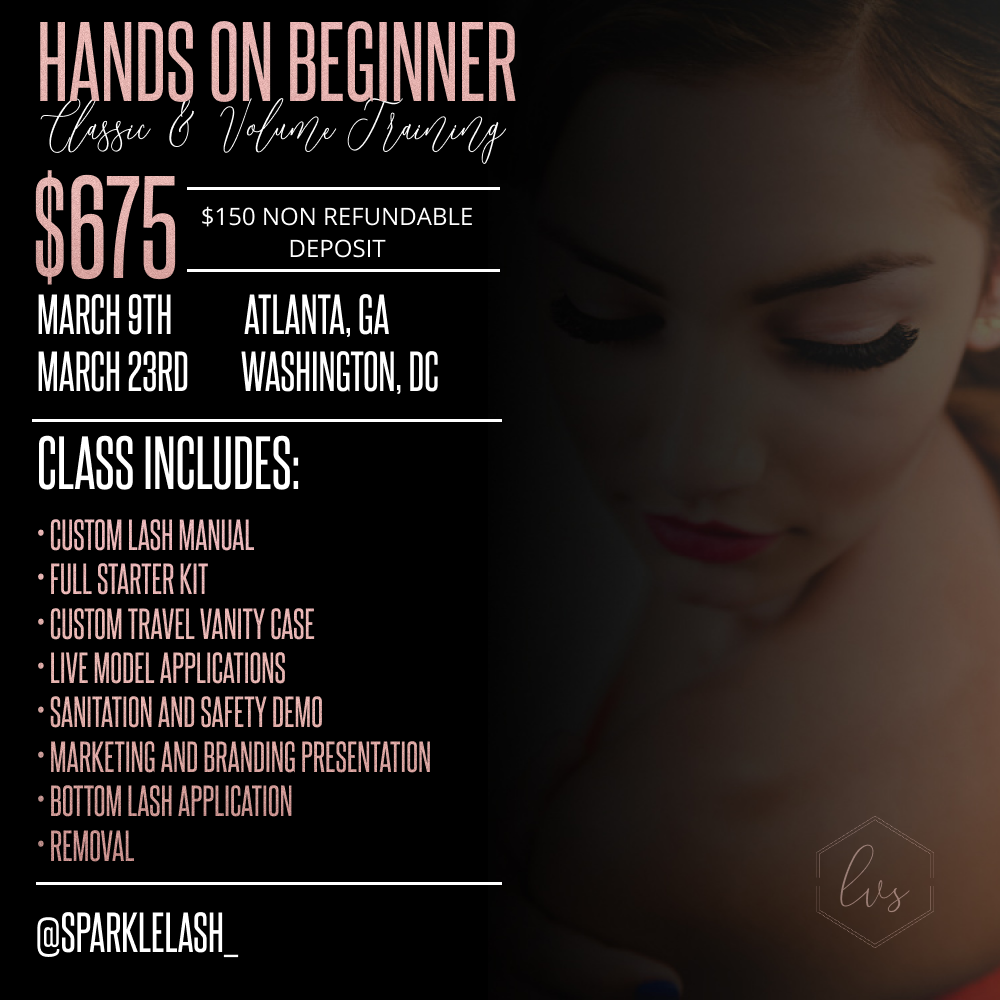 HANDS ON BEGINNER
Classic & Volume Training
$675
$150 NON REFUNDABLE
DEPOSIT
MARCH 9TH ATLANTA, GA
MARCH 23RD WASHINGTON, DC
CLASS INCLUDES:
• CUSTOM LASH MANUAL
• FULL STARTER KIT
• CUSTOM TRAVEL VANITY CASE
• LIVE MODEL APPLICATIONS
• SANITATION AND SAFETY DEMO
• MARKETING AND BRANDING PRESENTATION
• BOTTOM LASH APPLICATION
• REMOVAL
@SPARKLELASH_
lvs